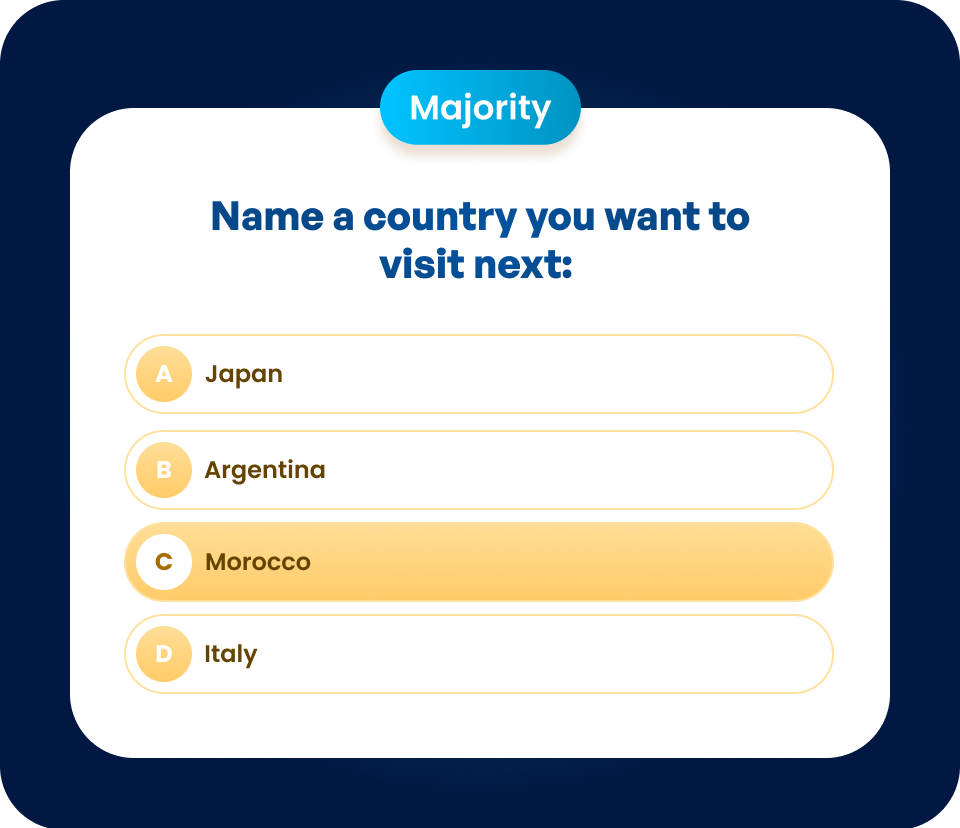 Majority
Name a country you want to
visit next:
A Japan
B Argentina
C Morocco
D Italy